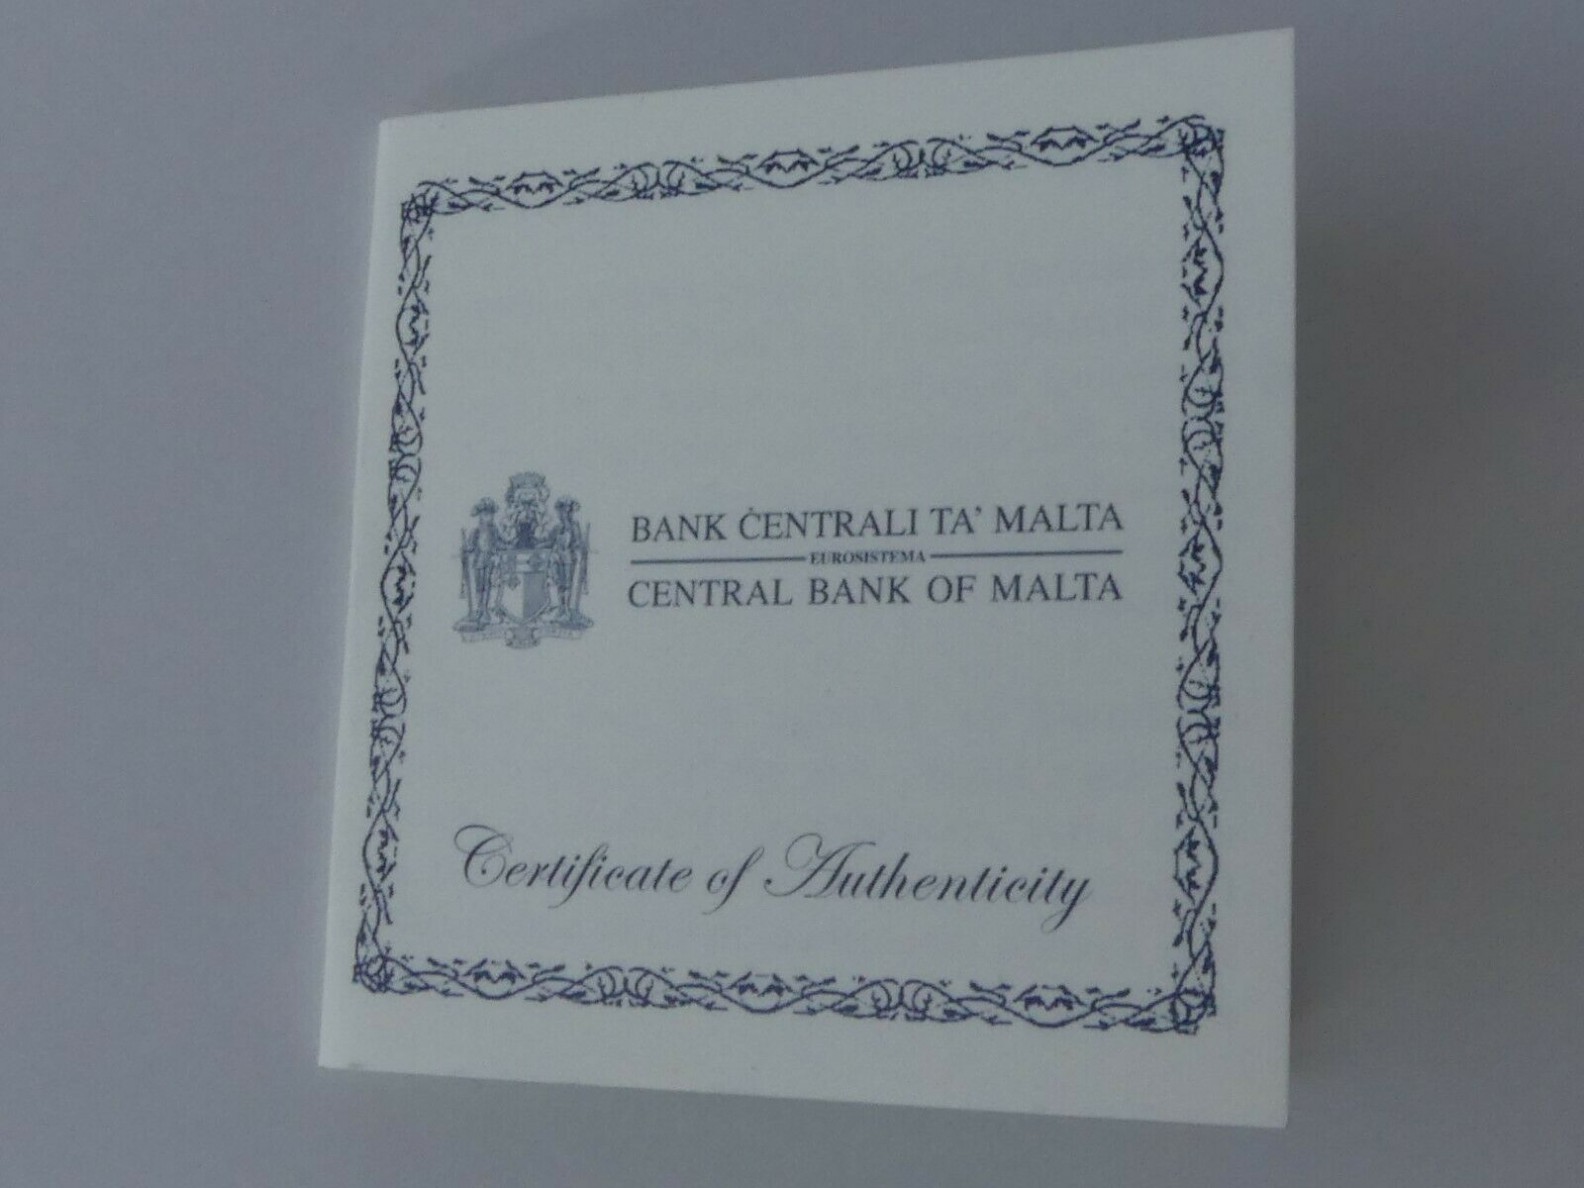 BANK ĊENTRALI TA' MALTA
EUROSISTEMA
CENTRAL BANK OF MALTA
Certificate of Authenticity